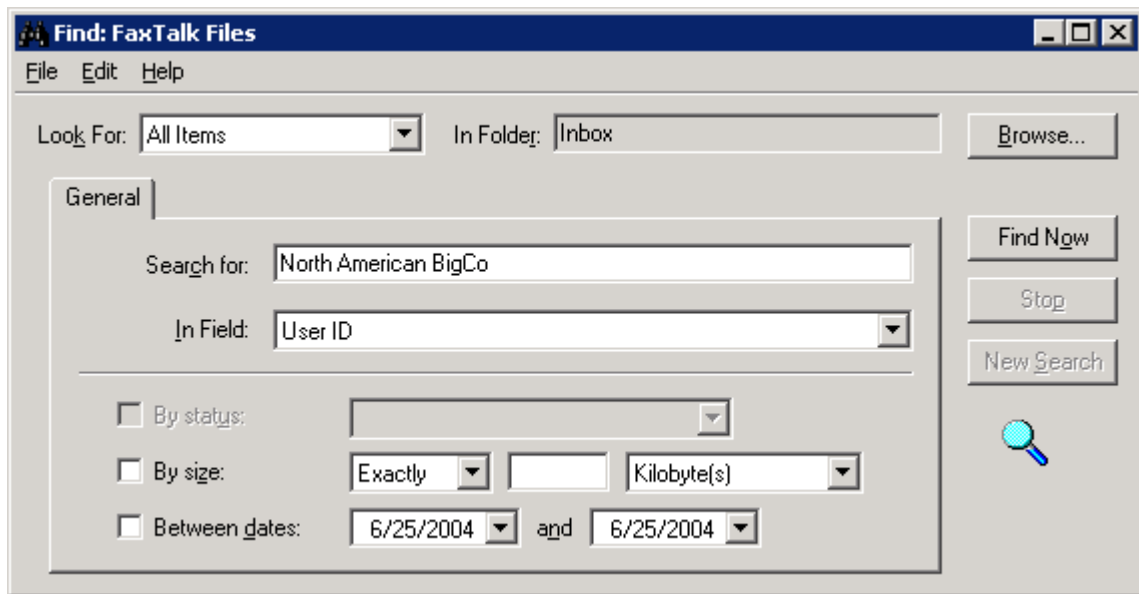 Find: FaxTalk Files
File Edit Help
Look For: All Items In Folder: Inbox Browse...
General
Search for: North American BigCo Find Now
In Field: User ID Stop
New Search
By status:
By size: Exactly Kilobyte(s)
Between dates: 6/25/2004 and 6/25/2004